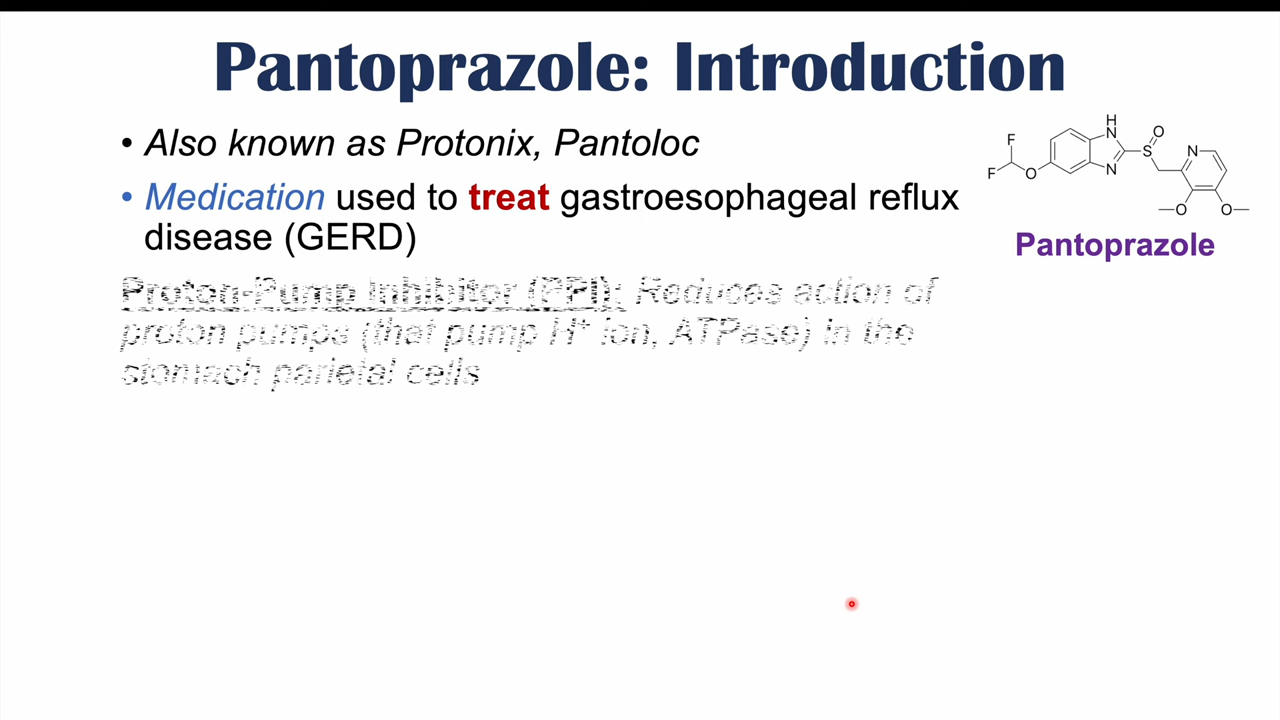 Pantoprazole: Introduction
• Also known as Protonix, Pantoloc
• Medication used to treat gastroesophageal reflux
disease (GERD)
Proton-Pump Inhibitor (PPI): Reduces action of
proton pumps (that pump H⁺ ion, ATPase) in the
stomach parietal cells
H
N
N
S
O
N
F
F
O
O
O
Pantoprazole